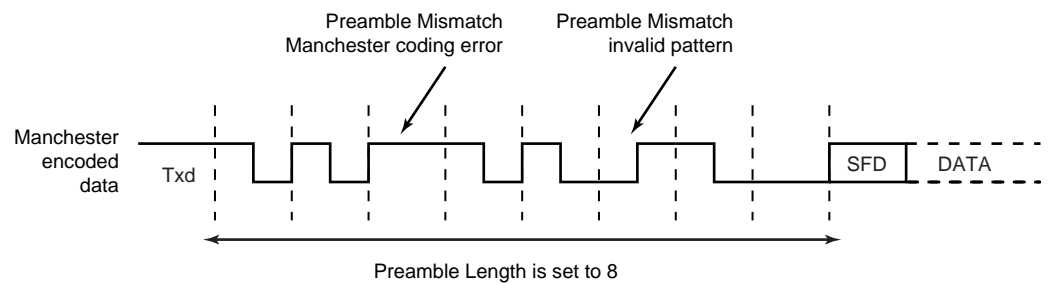 Preamble Mismatch
Manchester coding error
Preamble Mismatch
invalid pattern
Manchester
encoded
data
Txd
SFD
DATA
Preamble Length is set to 8